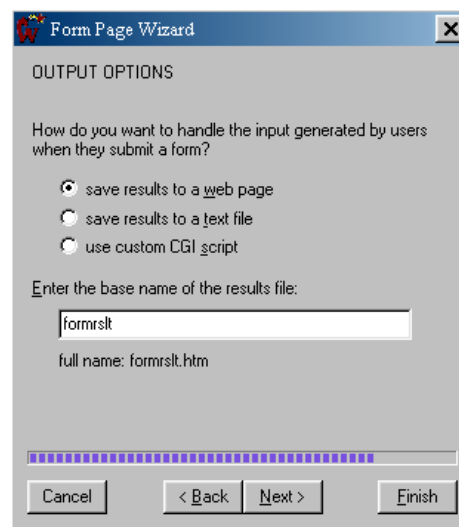 Form Page Wizard
OUTPUT OPTIONS
How do you want to handle the input generated by users
when they submit a form?
save results to a web page
save results to a text file
use custom CGI script
Enter the base name of the results file:
formrslt
full name: formrslt.htm
Cancel
< Back
Next >
Finish